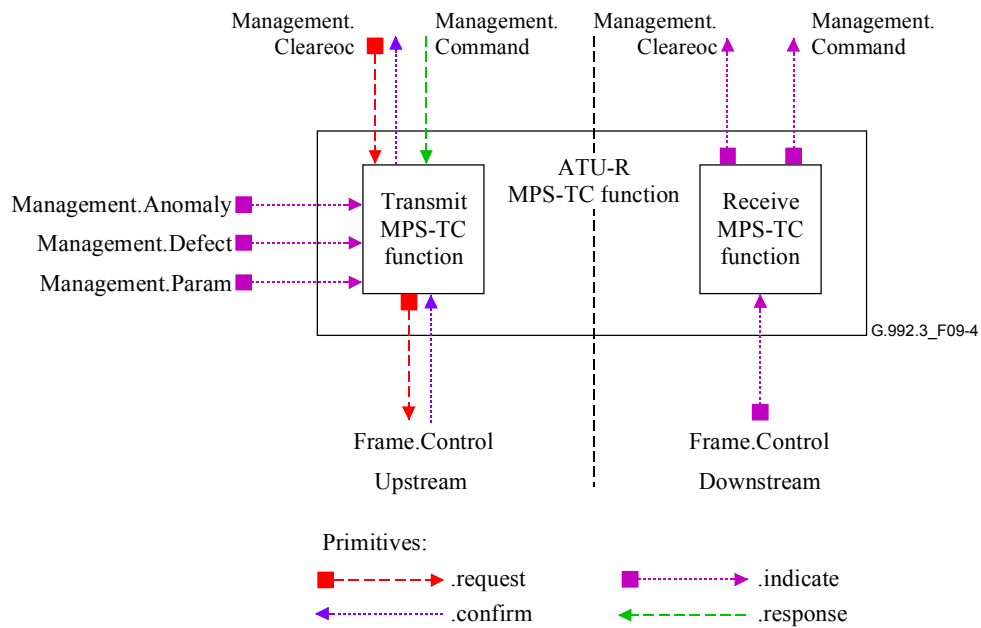 Management.
Cleareoc
Management.
Command
Management.
Cleareoc
Management.
Command
ATU-R
MPS-TC function
Transmit
MPS-TC
function
Receive
MPS-TC
function
Management.Anomaly
Management.Defect
Management.Param
G.992.3_F09-4
Frame.Control
Upstream
Frame.Control
Downstream
Primitives:
.request
.indicate
.confirm
.response